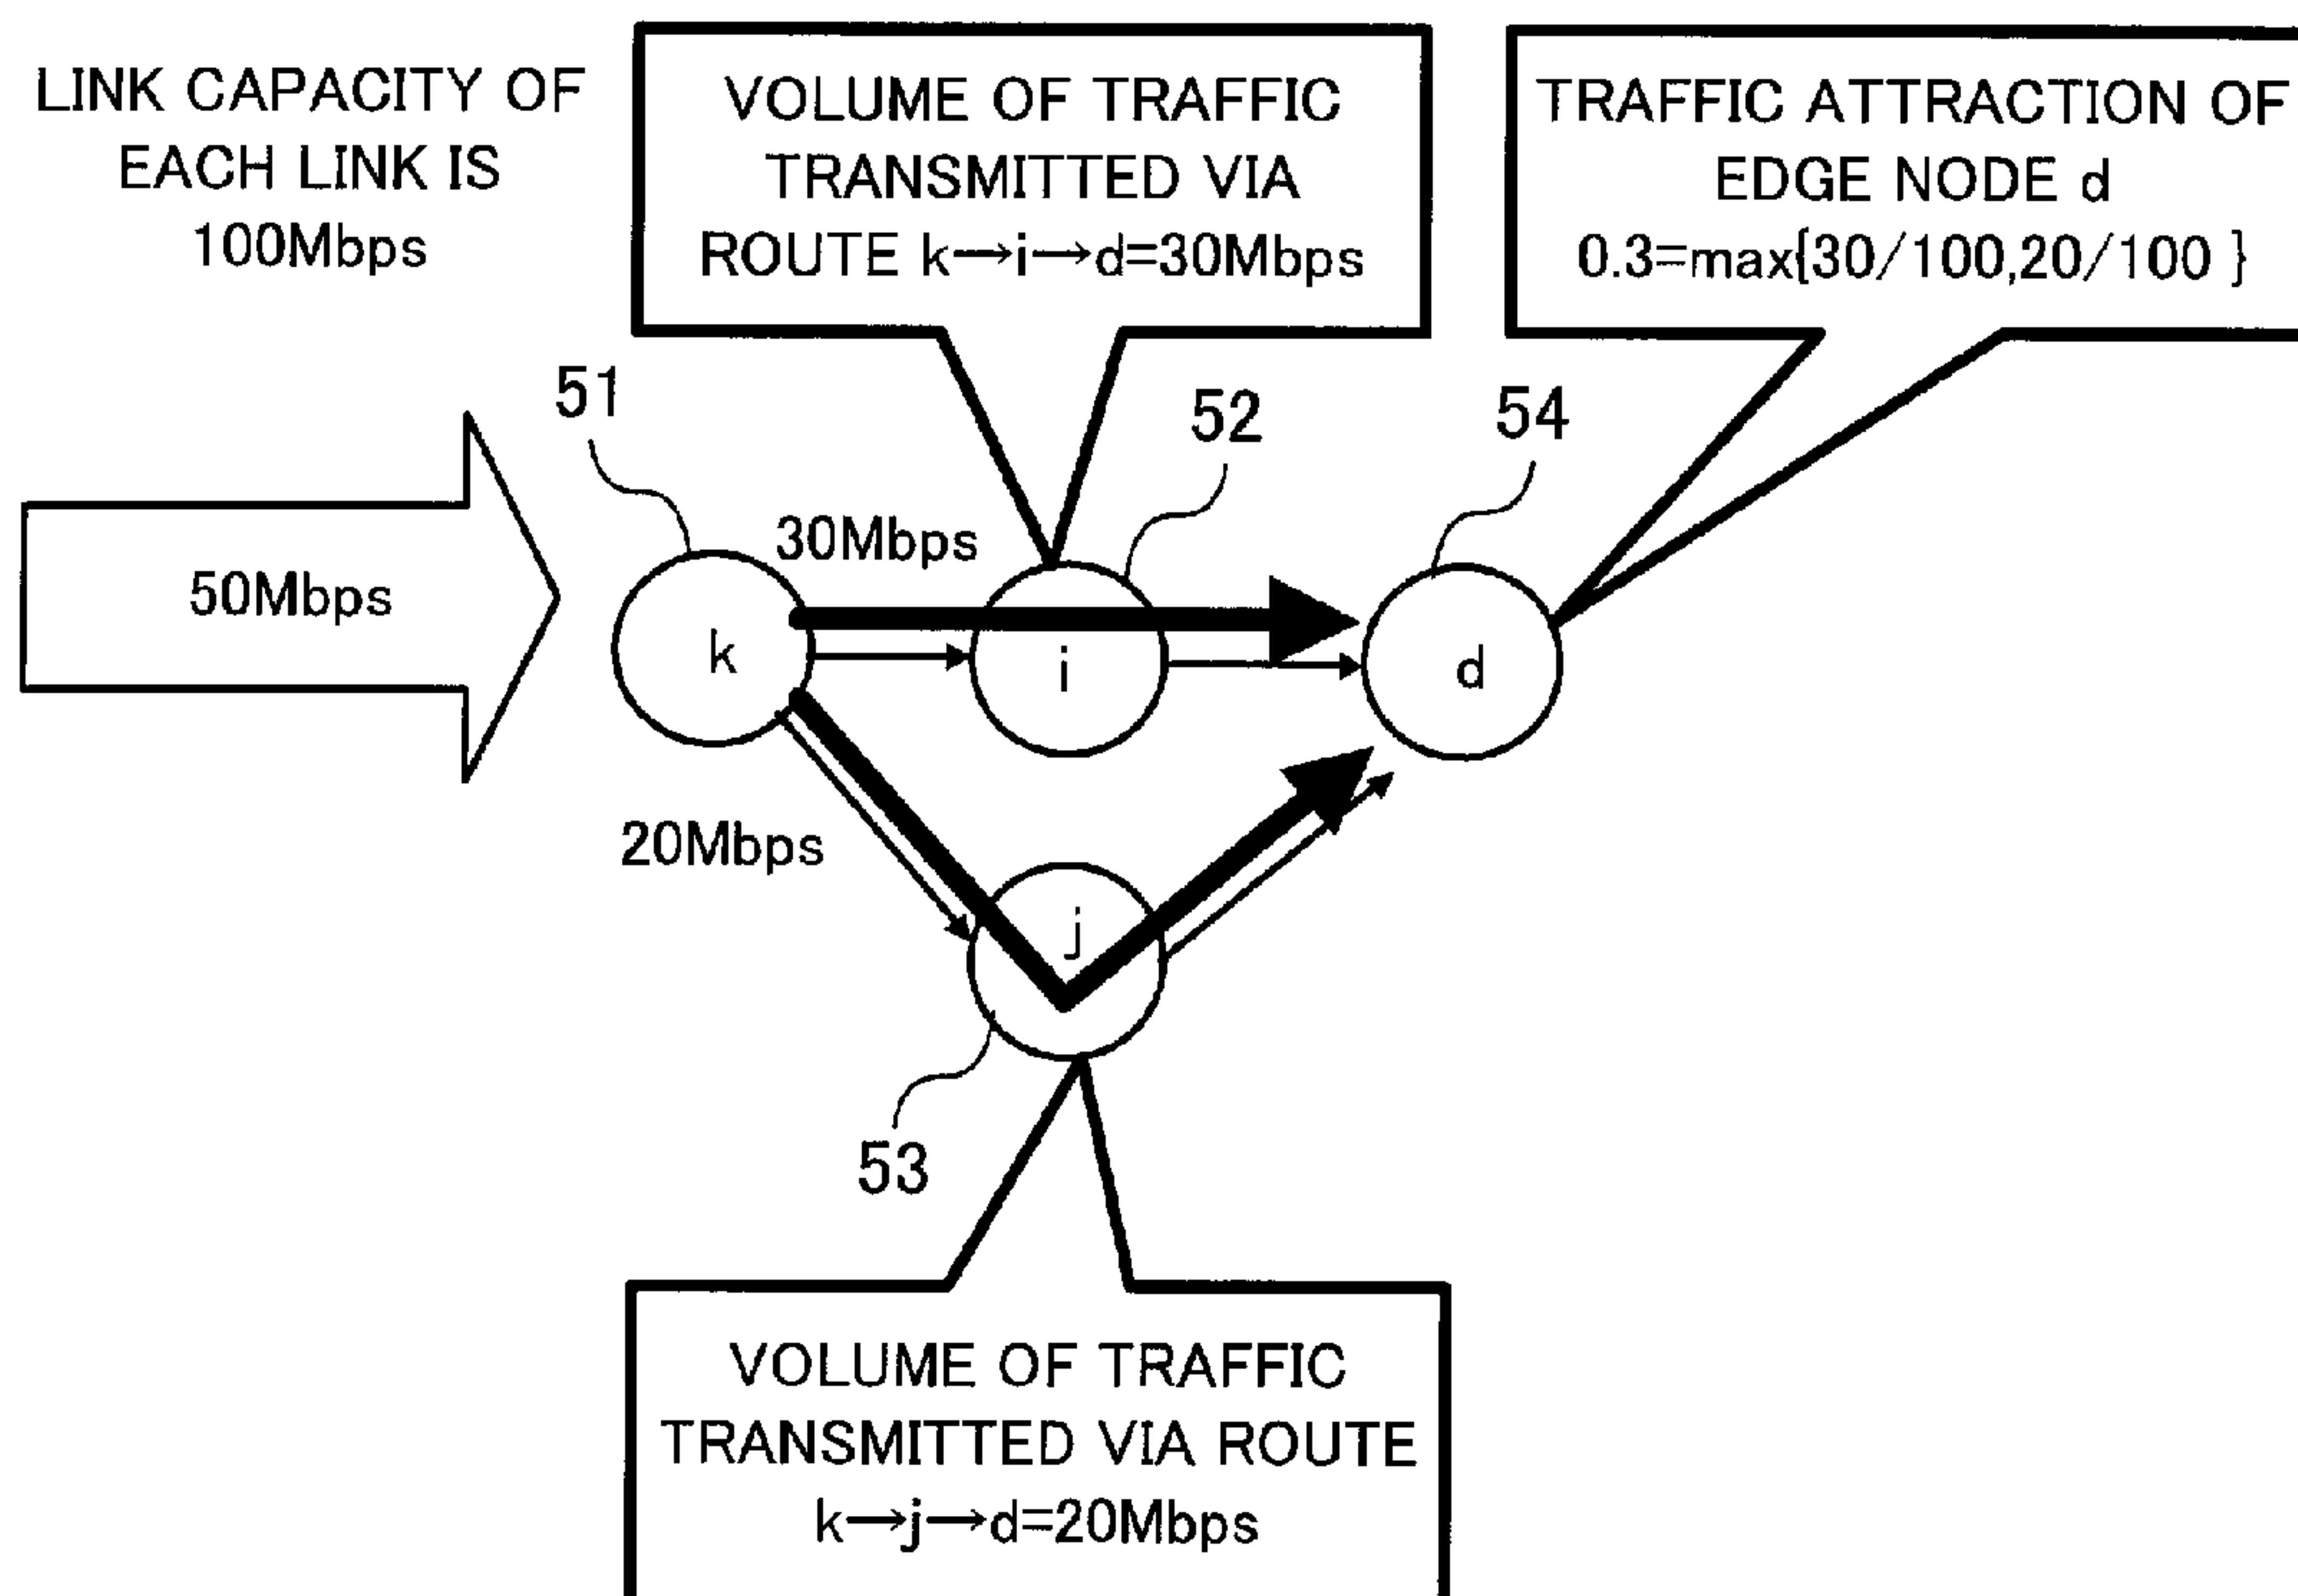 LINK CAPACITY OF
EACH LINK IS
100Mbps
VOLUME OF TRAFFIC
TRANSMITTED VIA
ROUTE k→i→d=30Mbps
TRAFFIC ATTRACTION OF
EDGE NODE d
0.3=max{30/100,20/100 }
51
52
54
50Mbps
30Mbps
k
i
d
20Mbps
j
53
VOLUME OF TRAFFIC
TRANSMITTED VIA ROUTE
k→j→d=20Mbps